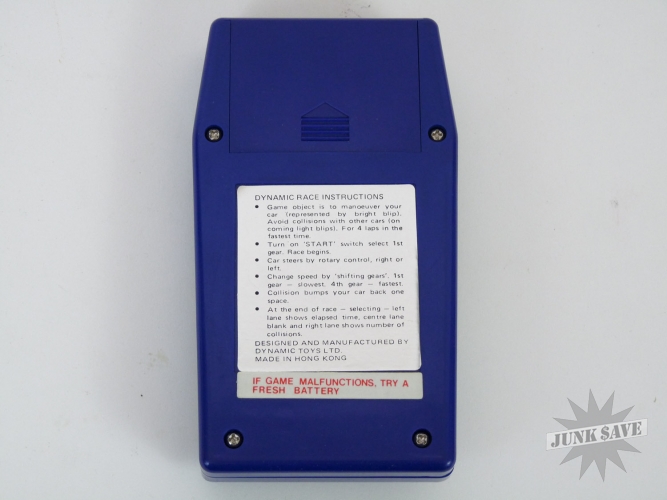 DYNAMIC RACE INSTRUCTIONS
• Game object is to manoeuver your
car (represented by bright blip).
Avoid collisions with other cars (on
coming light blips). For 4 laps in the
fastest time.
• Turn on 'START' switch select 1st
gear. Race begins.
• Car steers by rotary control, right or
left.
• Change speed by 'shifting gears'. 1st
gear — slowest. 4th gear — fastest.
• Collision bumps your car back one
space.
• At the end of race — selecting — left
lane shows elapsed time, centre lane
blank and right lane shows number of
collisions.
DESIGNED AND MANUFACTURED BY
DYNAMIC TOYS LTD.
MADE IN HONG KONG
IF GAME MALFUNCTIONS, TRY A
FRESH BATTERY
JUNK SAVE